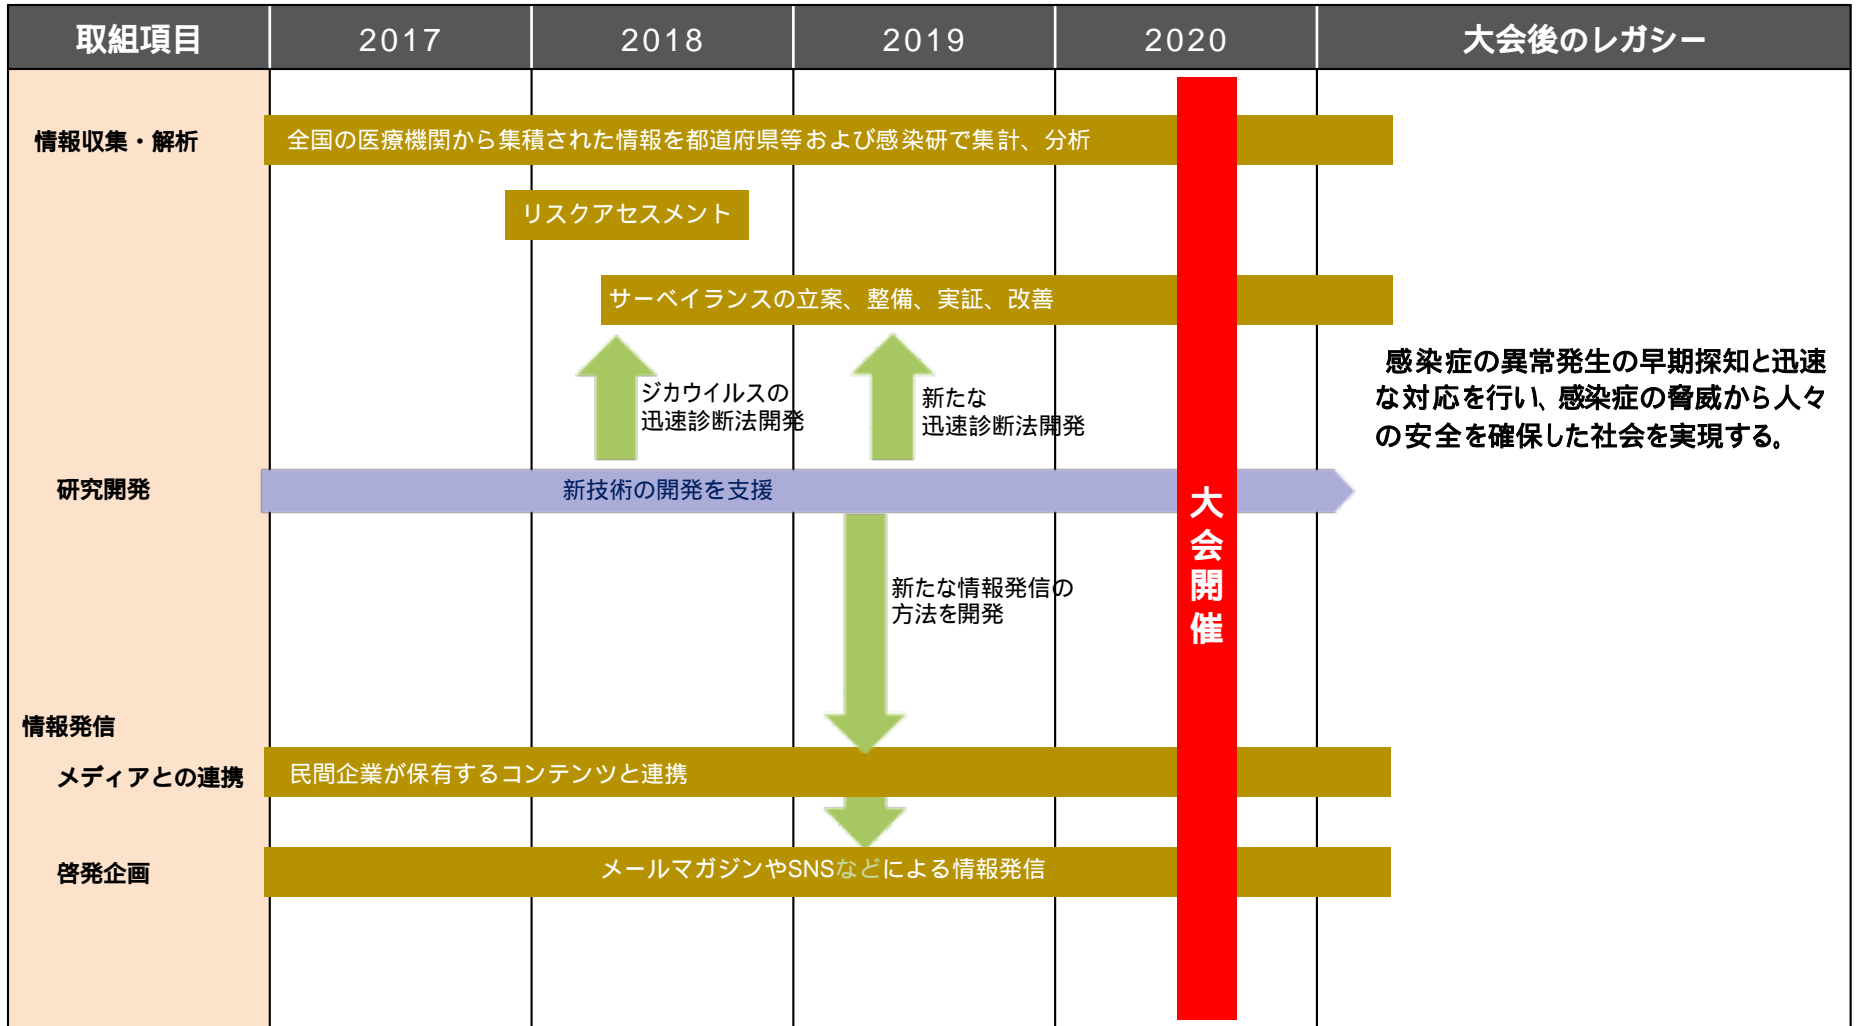 取組項目 2017 2018 2019 2020 大会後のレガシー
情報収集・解析
全国の医療機関から集積された情報を都道府県等および感染研で集計、分析
リスクアセスメント
サーベイランスの立案、整備、実証、改善
ジカウイルスの
迅速診断法開発
新たな
迅速診断法開発
感染症の異常発生の早期探知と迅速
な対応を行い、感染症の脅威から人々
の安全を確保した社会を実現する。
研究開発
新技術の開発を支援
大会開催
新たな情報発信の
方法を開発
情報発信
メディアとの連携
民間企業が保有するコンテンツと連携
啓発企画
メールマガジンやSNSなどによる情報発信